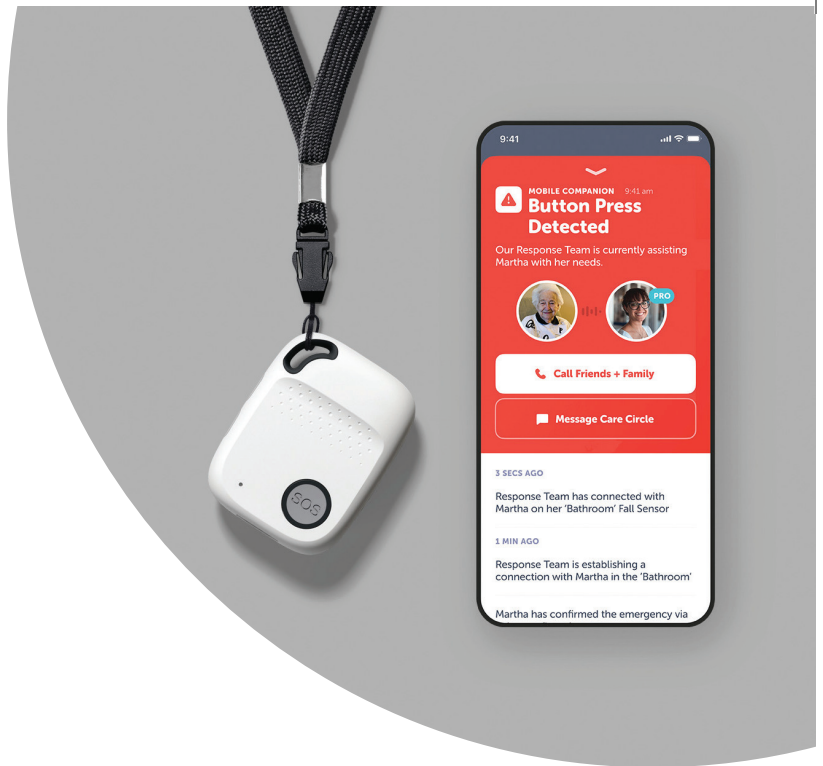 SOS
9:41
MOBILE COMPANION 9:41 am
Button Press
Detected
Our Response Team is currently assisting
Martha with her needs.
PRO
Call Friends + Family
Message Care Circle
3 SECS AGO
Response Team has connected with
Martha on her ‘Bathroom’ Fall Sensor
1 MIN AGO
Response Team is establishing a
connection with Martha in the ‘Bathroom’
Martha has confirmed the emergency via